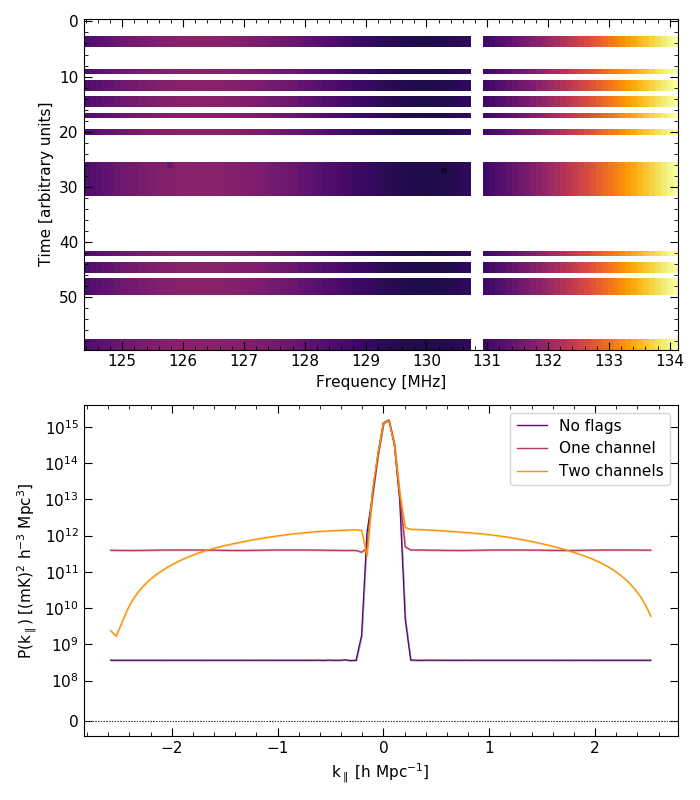 0
10
20
30
40
50
Time [arbitrary units]
125 126 127 128 129 130 131 132 133 134
Frequency [MHz]
No flags
One channel
Two channels
10¹⁵
10¹⁴
10¹³
10¹²
10¹¹
10¹⁰
10⁹
10⁸
0
P(k∥) [(mK)² h⁻³ Mpc³]
−2 −1 0 1 2
k∥ [h Mpc⁻¹]